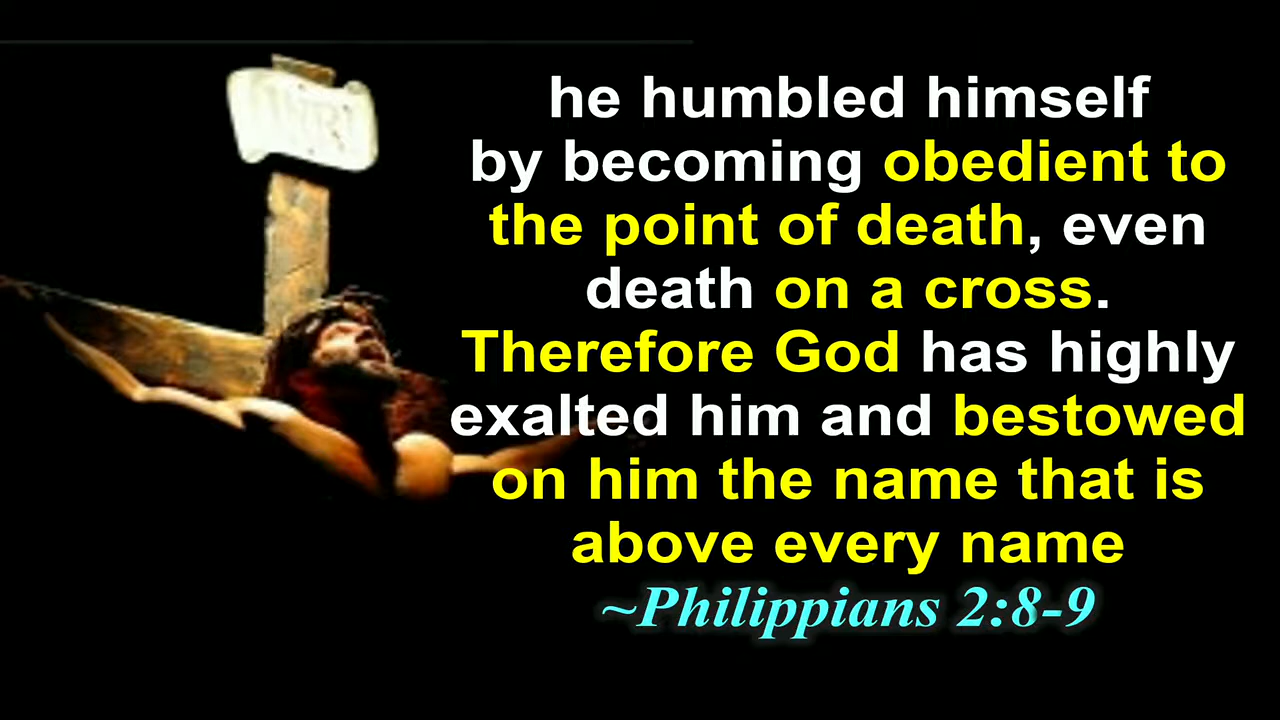 he humbled himself
by becoming obedient to
the point of death, even
death on a cross.
Therefore God has highly
exalted him and bestowed
on him the name that is
above every name
~Philippians 2:8-9